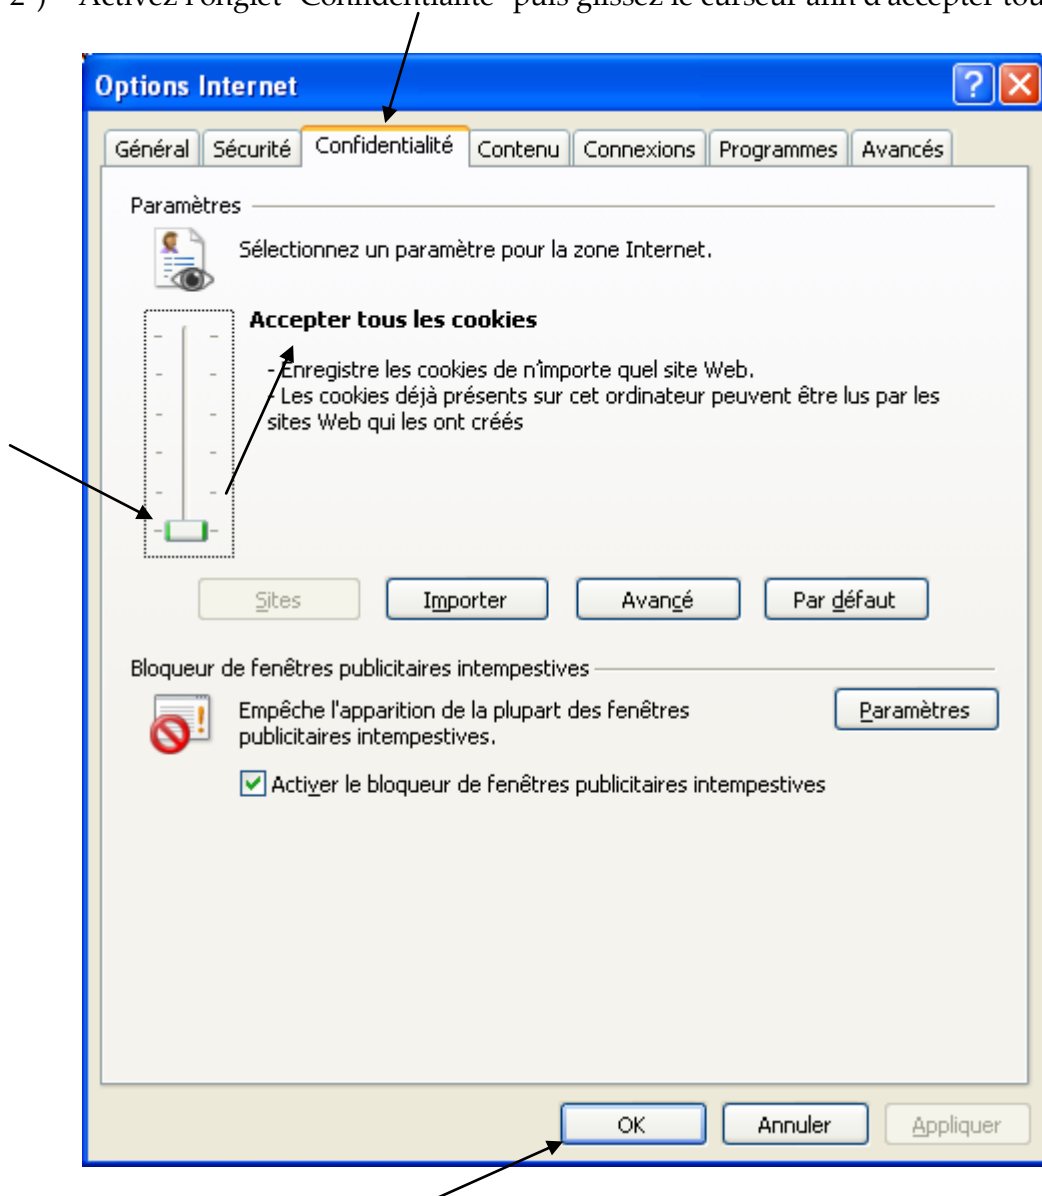 2°) Activez l'onglet "Confidentialité" puis glissez le curseur afin d'accepter
Options Internet
Général Sécurité Confidentialité Contenu Connexions Programmes Avancés
Paramètres
Sélectionnez un paramètre pour la zone Internet.
Accepter tous les cookies
- Enregistre les cookies de n'importe quel site Web.
- Les cookies déjà présents sur cet ordinateur peuvent être lus par les
sites Web qui les ont créés
Sites Importer Avancé Par défaut
Bloqueur de fenêtres publicitaires intempestives
Empêche l'apparition de la plupart des fenêtres
publicitaires intempestives.
Paramètres
Activer le bloqueur de fenêtres publicitaires intempestives
OK Annuler Appliquer